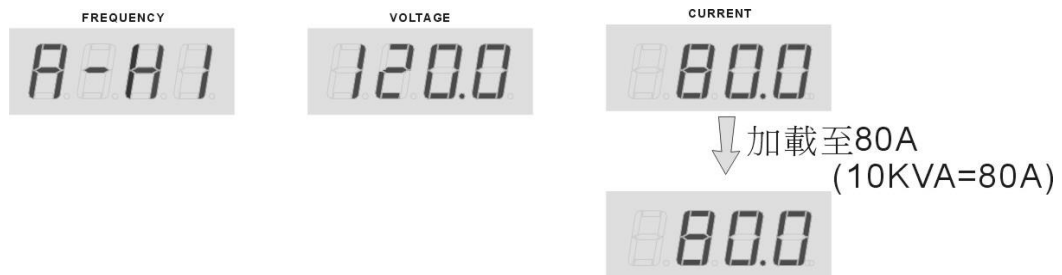 FREQUENCY VOLTAGE CURRENT
A-H1 120.0 80.0
加載至80A
(10KVA=80A)
80.0